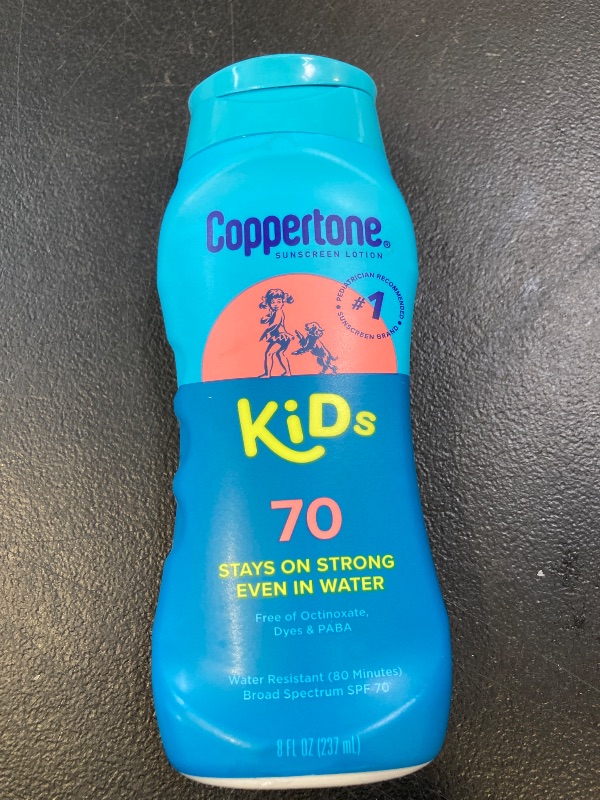 Coppertone®
SUNSCREEN LOTION
PEDIATRICIAN RECOMMENDED
#1
SUNSCREEN BRAND
KiDs
70
STAYS ON STRONG
EVEN IN WATER
Free of Octinoxate,
Dyes & PABA
Water Resistant (80 Minutes)
Broad Spectrum SPF 70
8 FL OZ (237 mL)